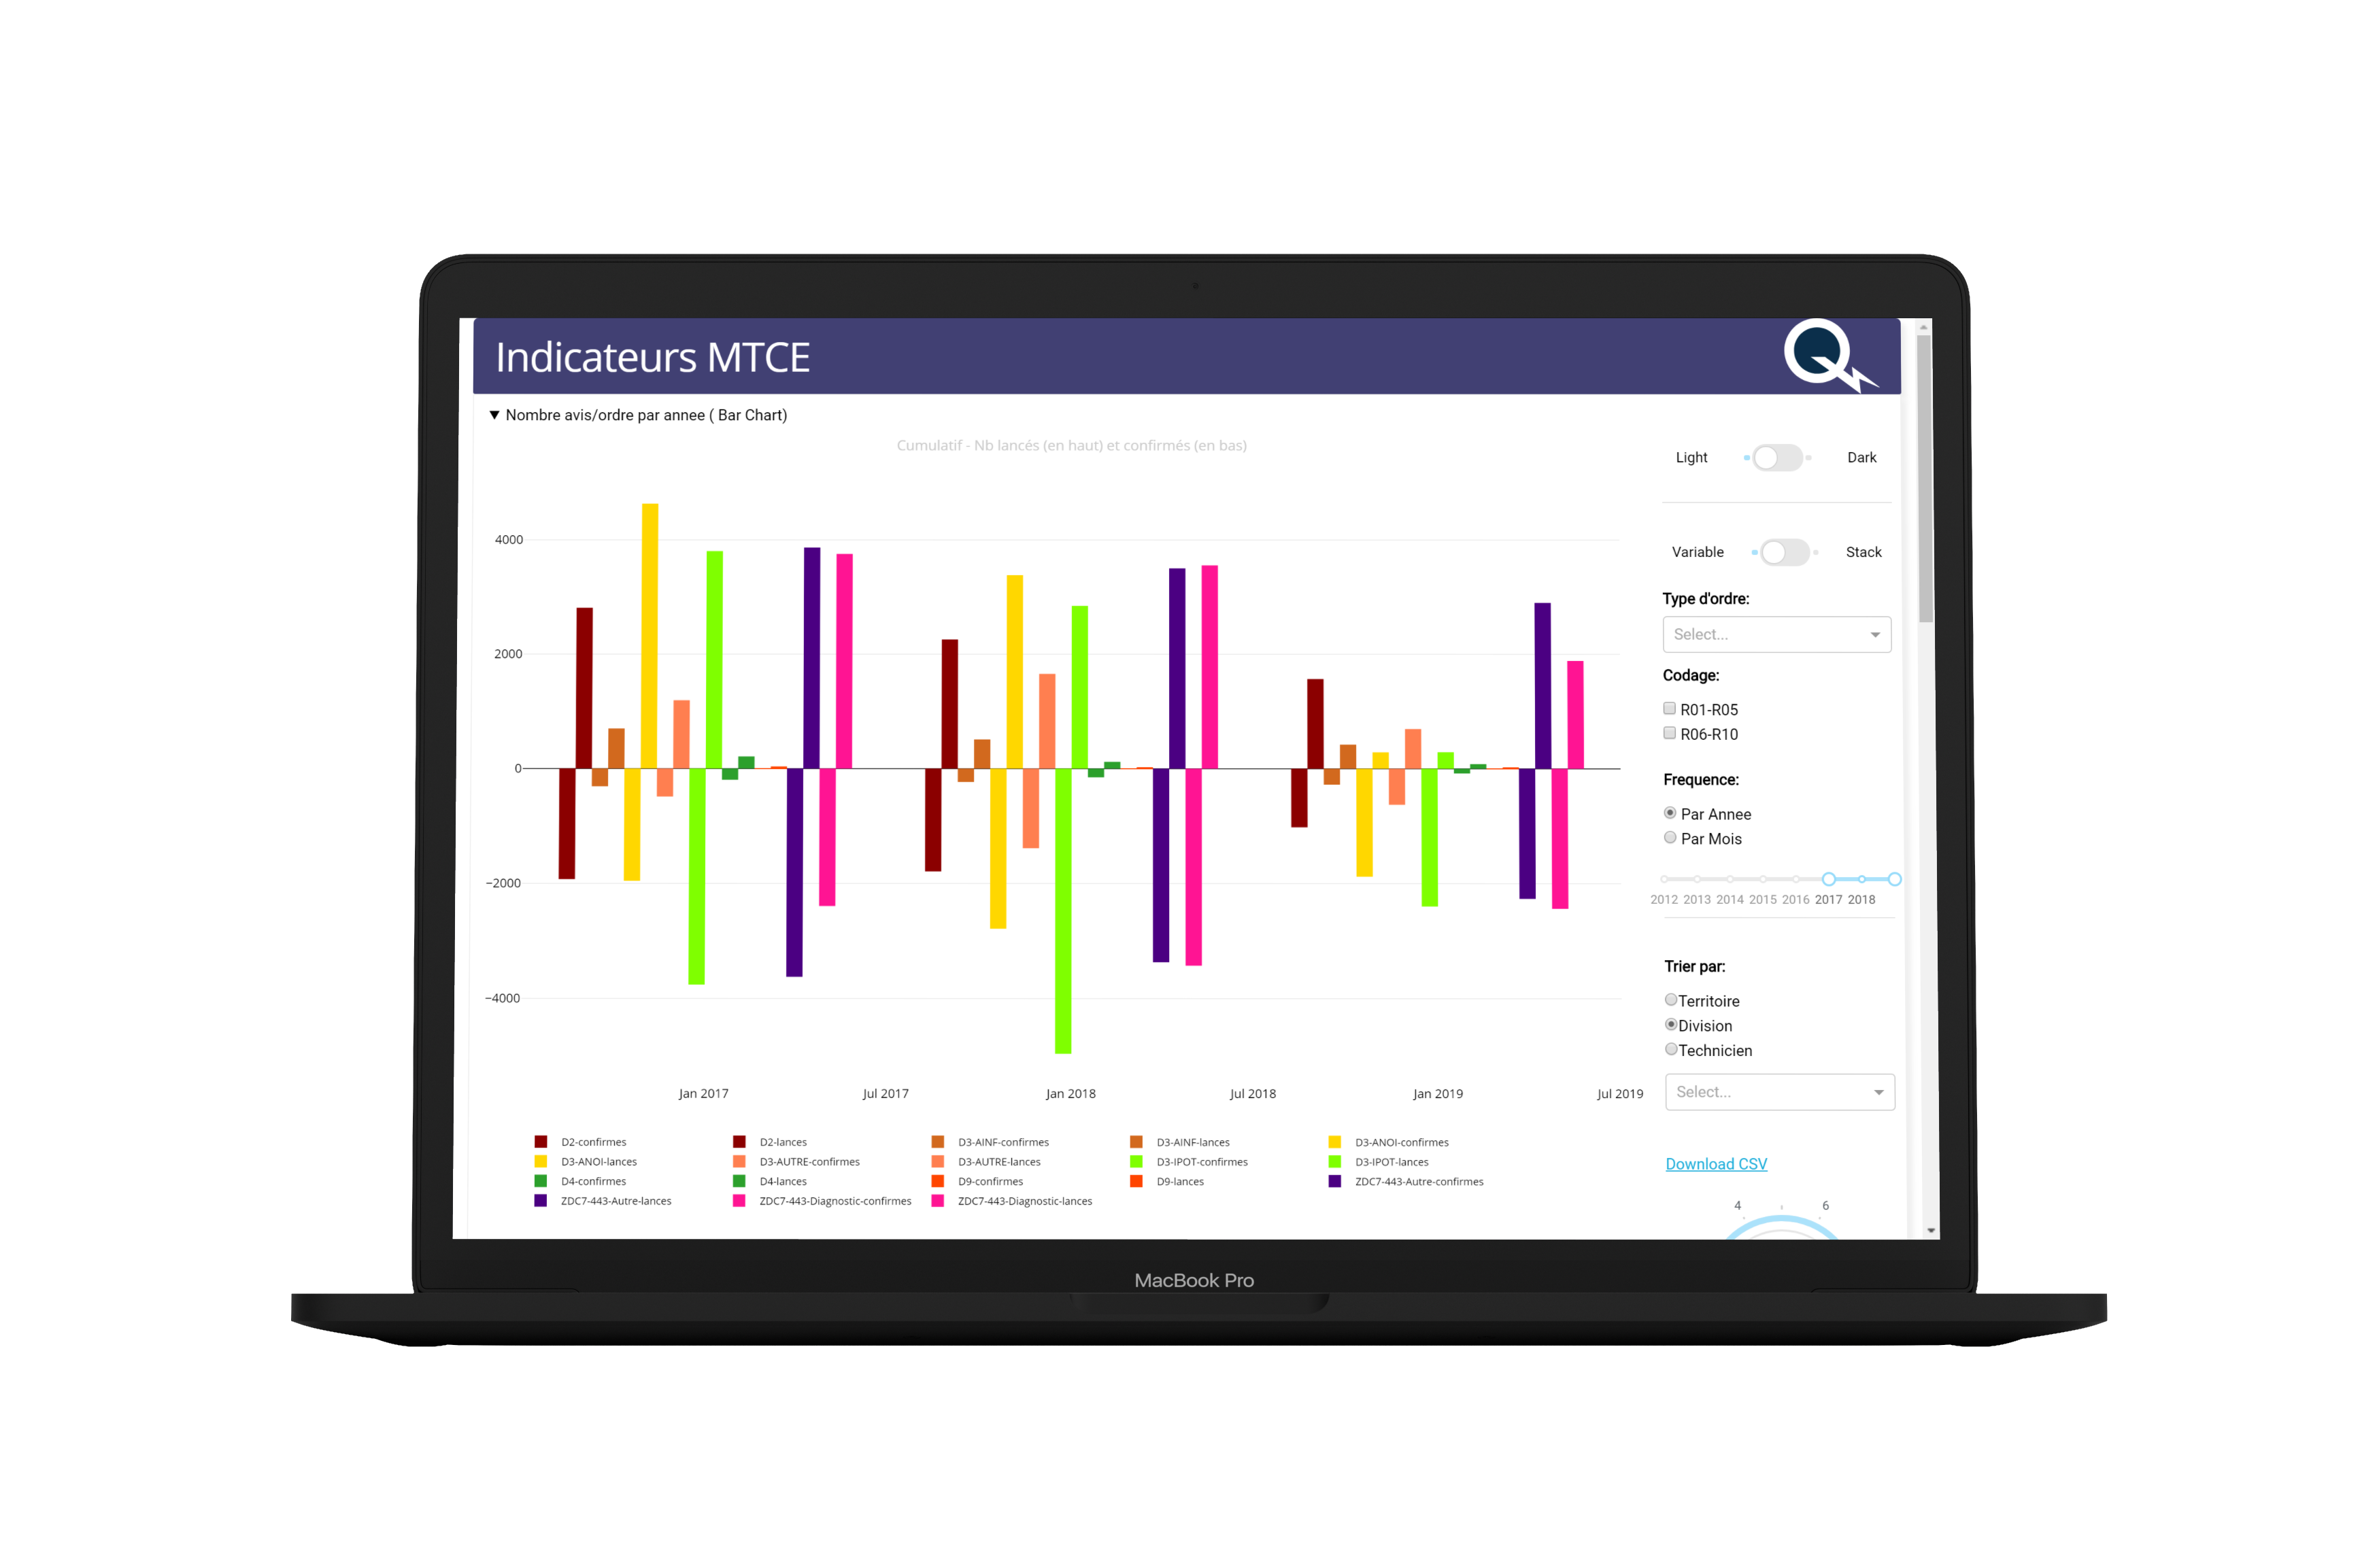 Indicateurs MTCE
▼ Nombre avis/ordre par annee ( Bar Chart)
Cumulatif - Nb lancés (en haut) et confirmés (en bas)
4000
2000
0
−2000
−4000
Jan 2017 Jul 2017 Jan 2018 Jul 2018 Jan 2019 Jul 2019
D2-confirmes D2-lances D3-AINF-confirmes D3-AINF-lances D3-ANOI-confirmes
D3-ANOI-lances D3-AUTRE-confirmes D3-AUTRE-lances D3-IPOT-confirmes D3-IPOT-lances
D4-confirmes D4-lances D9-confirmes D9-lances ZDC7-443-Autre-confirmes
ZDC7-443-Autre-lances ZDC7-443-Diagnostic-confirmes ZDC7-443-Diagnostic-lances
Light Dark
Variable Stack
Type d'ordre:
Select...
Codage:
R01-R05
R06-R10
Frequence:
Par Annee
Par Mois
2012 2013 2014 2015 2016 2017 2018
Trier par:
Territoire
Division
Technicien
Select...
Download CSV
4 6
MacBook Pro